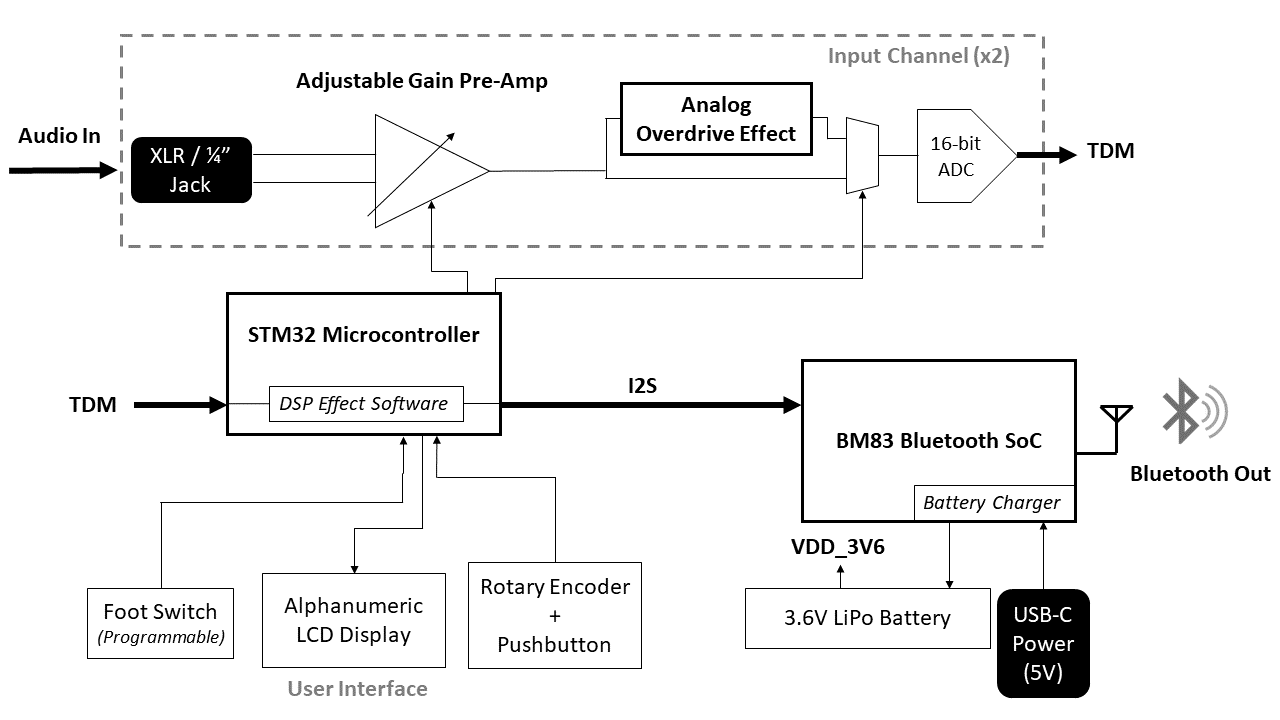 Input Channel (x2)
Adjustable Gain Pre-Amp
Audio In
XLR / ¼”
Jack
Analog
Overdrive Effect
16-bit
ADC
TDM
STM32 Microcontroller
TDM
DSP Effect Software
I2S
BM83 Bluetooth SoC
Battery Charger
Bluetooth Out
VDD_3V6
Foot Switch
(Programmable)
Alphanumeric
LCD Display
Rotary Encoder
+
Pushbutton
User Interface
3.6V LiPo Battery
USB-C
Power
(5V)